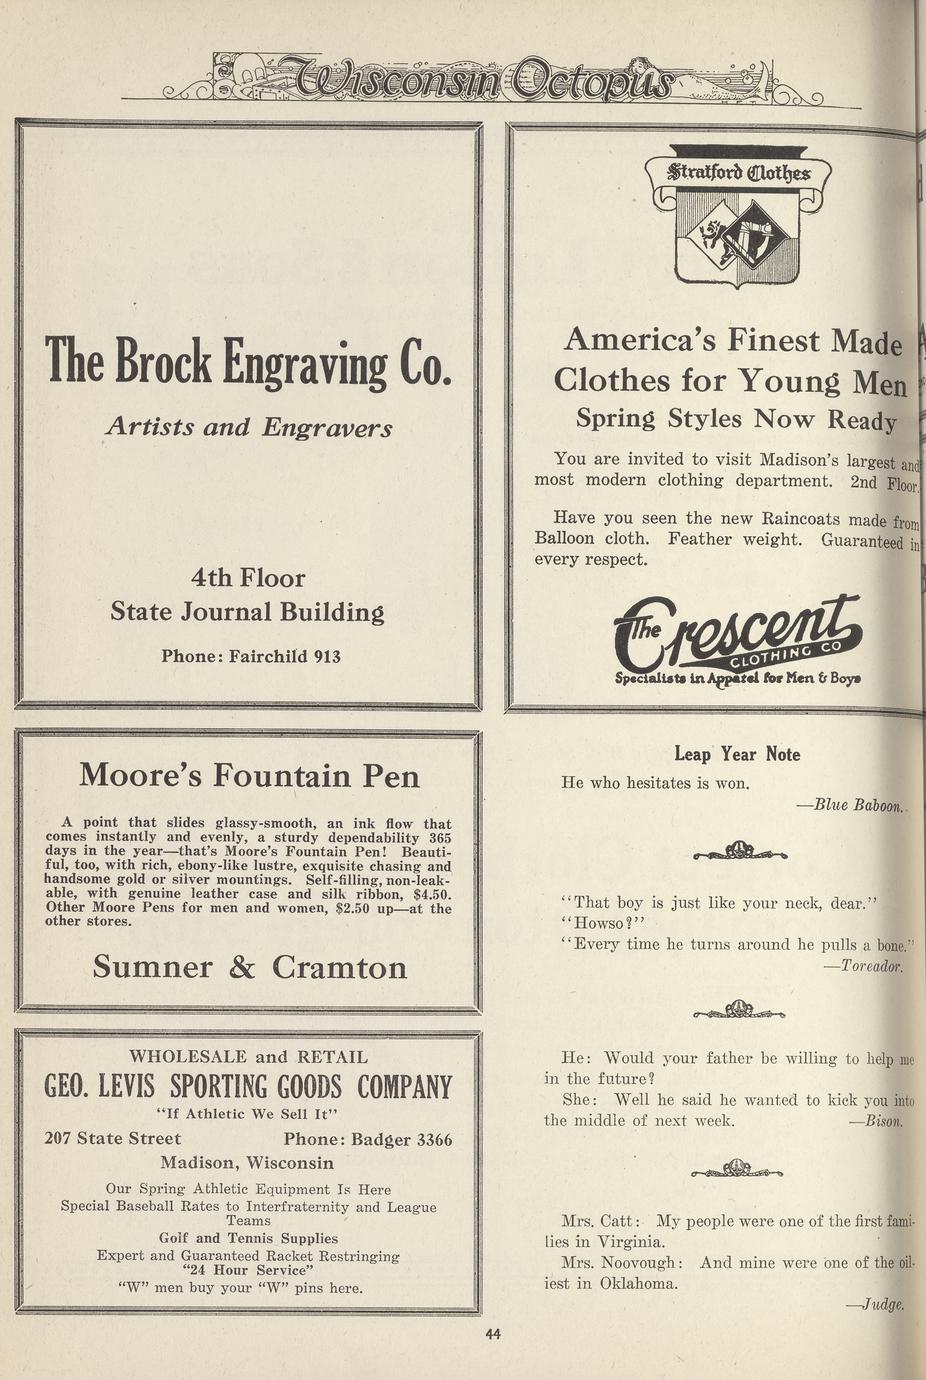 Wisconsin Octopus
The Brock Engraving Co.
Artists and Engravers
4th Floor
State Journal Building
Phone: Fairchild 913
Moore's Fountain Pen
A point that slides glassy-smooth, an ink flow that
comes instantly and evenly, a sturdy dependability 365
days in the year—that's Moore's Fountain Pen! Beauti-
ful, too, with rich, ebony-like lustre, exquisite chasing and
handsome gold or silver mountings. Self-filling, non-leak-
able, with genuine leather case and silk ribbon, $4.50.
Other Moore Pens for men and women, $2.50 up—at the
other stores.
Sumner & Cramton
WHOLESALE and RETAIL
GEO. LEVIS SPORTING GOODS COMPANY
"If Athletic We Sell It"
207 State Street Phone: Badger 3366
Madison, Wisconsin
Our Spring Athletic Equipment Is Here
Special Baseball Rates to Interfraternity and League
Teams
Golf and Tennis Supplies
Expert and Guaranteed Racket Restringing
"24 Hour Service"
"W" men buy your "W" pins here.
Stratford Clothes
America's Finest Made
Clothes for Young Men
Spring Styles Now Ready
You are invited to visit Madison's largest and
most modern clothing department. 2nd Floor.
Have you seen the new Raincoats made from
Balloon cloth. Feather weight. Guaranteed in
every respect.
The Crescent
CLOTHING CO
Specialists in Apparel for Men & Boys
Leap Year Note
He who hesitates is won.
—Blue Baboon.
"That boy is just like your neck, dear."
"Howso?"
"Every time he turns around he pulls a bone."
—Toreador.
He: Would your father be willing to help me
in the future?
She: Well he said he wanted to kick you into
the middle of next week. —Bison.
Mrs. Catt: My people were one of the first fami-
lies in Virginia.
Mrs. Noovough: And mine were one of the oil-
iest in Oklahoma.
—Judge.
44